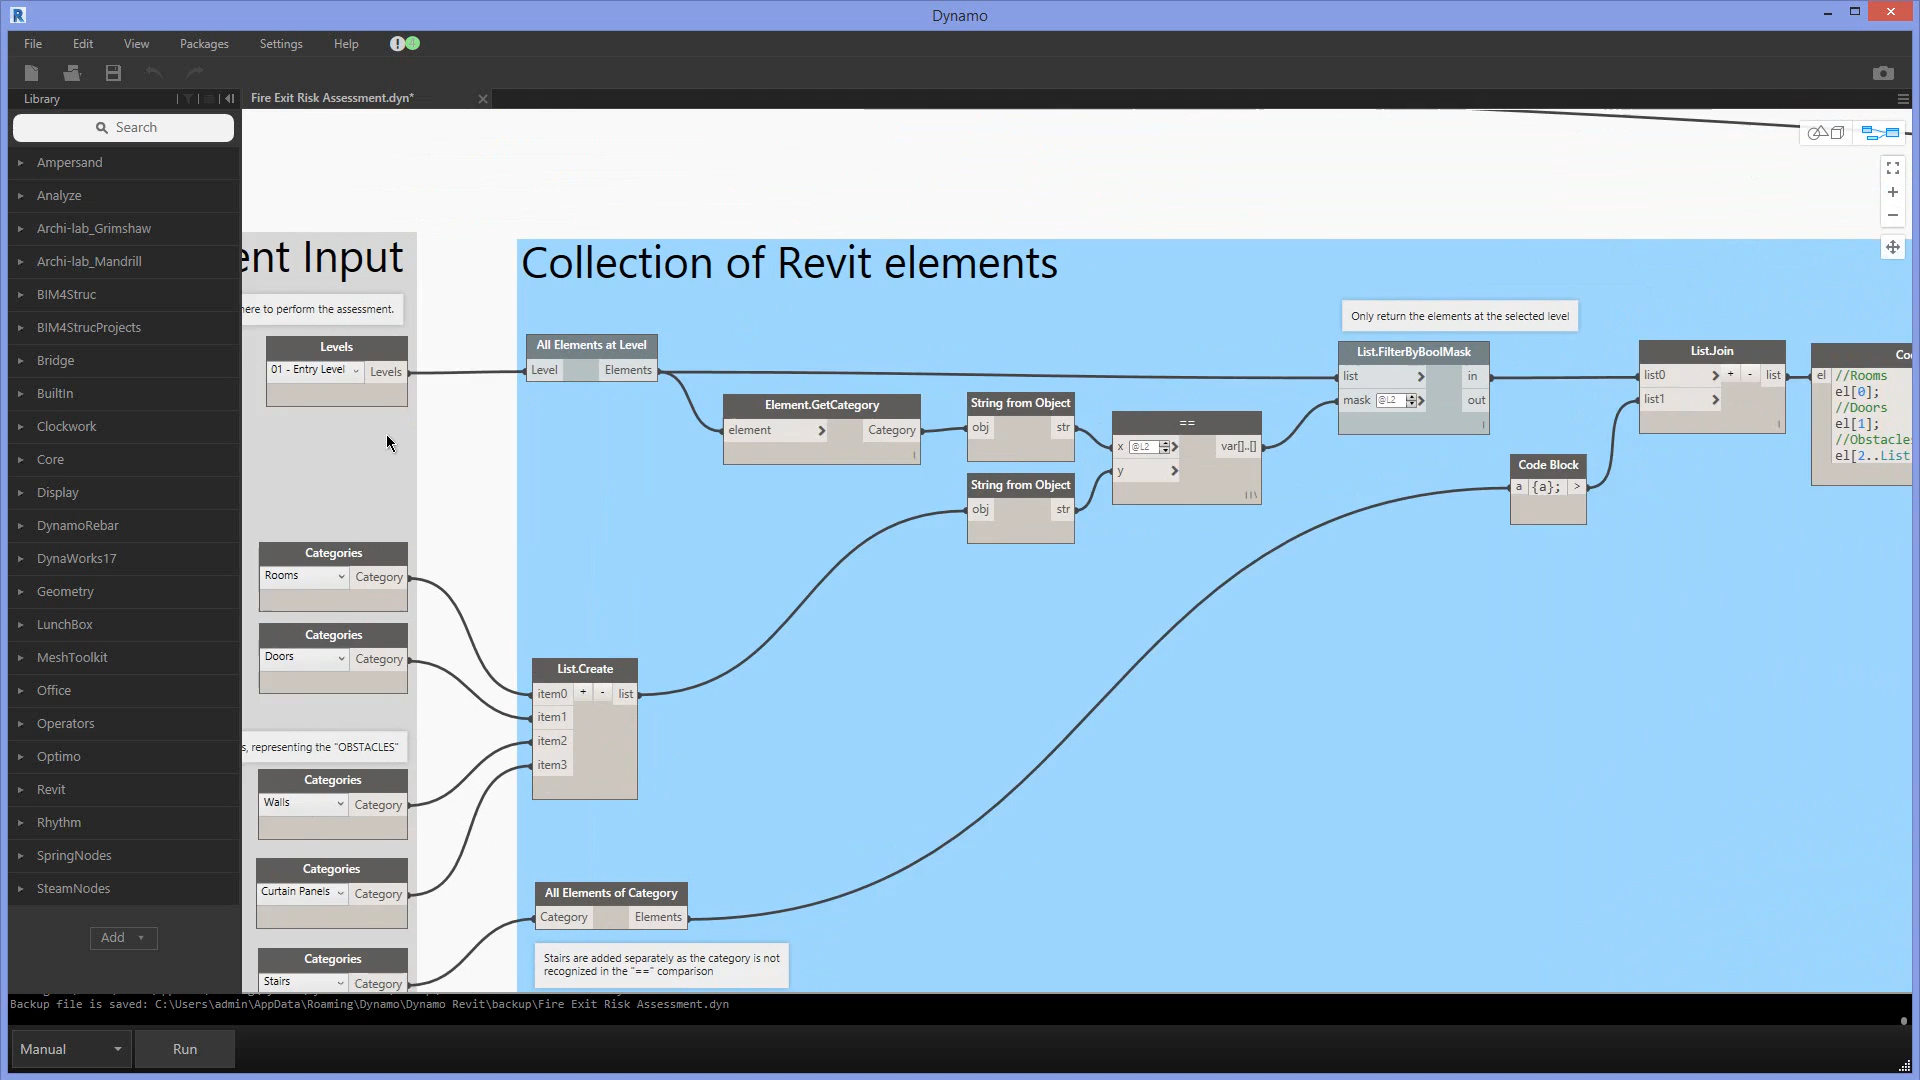 Dynamo
File Edit View Packages Settings Help
Library
Fire Exit Risk Assessment.dyn*
Search
Ampersand
Analyze
Archi-lab_Grimshaw
Archi-lab_Mandrill
BIM4Struc
BIM4StrucProjects
Bridge
BuiltIn
Clockwork
Core
Display
DynamoRebar
DynaWorks17
Geometry
LunchBox
MeshToolkit
Office
Operators
Optimo
Revit
Rhythm
SpringNodes
SteamNodes
Add
ent Input
here to perform the assessment.
Levels
01 - Entry Level Levels
Categories
Rooms Category
Categories
Doors Category
s, representing the "OBSTACLES"
Categories
Walls Category
Categories
Curtain Panels Category
Categories
Stairs Category
Collection of Revit elements
All Elements at Level
Level Elements
Element.GetCategory
element > Category
String from Object
obj str
String from Object
obj str
==
x @L2 > var[]..[]
y >
Only return the elements at the selected level
List.FilterByBoolMask
list > in
mask @L2 > out
List.Join
list0 > + - list
list1 >
Code Block
a {a}; >
Co
el //Rooms
el[0];
//Doors
el[1];
//Obstacle
el[2..List
List.Create
item0 + - list
item1
item2
item3
All Elements of Category
Category Elements
Stairs are added separately as the category is not
recognized in the "==" comparison
Backup file is saved: C:\Users\admin\AppData\Roaming\Dynamo\Dynamo Revit\backup\Fire Exit Risk Assessment.dyn
Manual Run